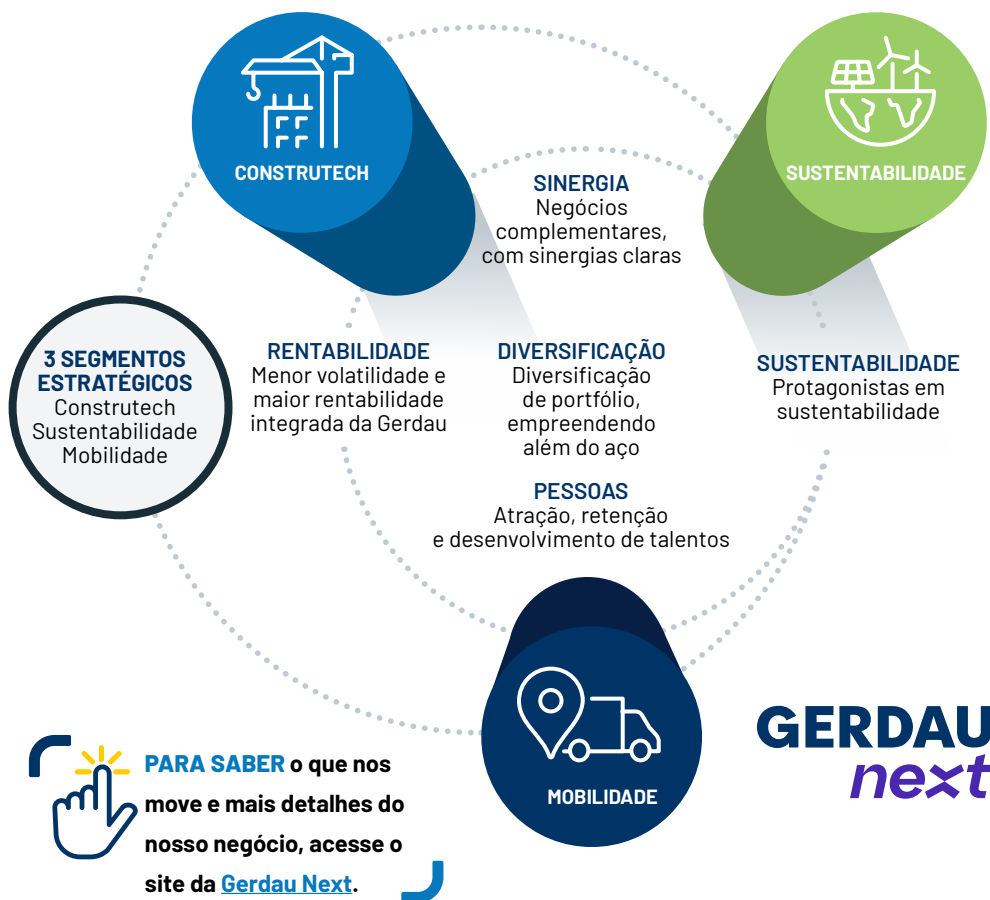 CONSTRUTECH
SUSTENTABILIDADE
SINERGIA
Negócios
complementares,
com sinergias claras
3 SEGMENTOS
ESTRATÉGICOS
Construtech
Sustentabilidade
Mobilidade
RENTABILIDADE
Menor volatilidade e
maior rentabilidade
integrada da Gerdau
DIVERSIFICAÇÃO
Diversificação
de portfólio,
empreendendo
além do aço
SUSTENTABILIDADE
Protagonistas em
sustentabilidade
PESSOAS
Atração, retenção
e desenvolvimento de talentos
MOBILIDADE
GERDAU
next
PARA SABER o que nos
move e mais detalhes do
nosso negócio, acesse o
site da Gerdau Next.